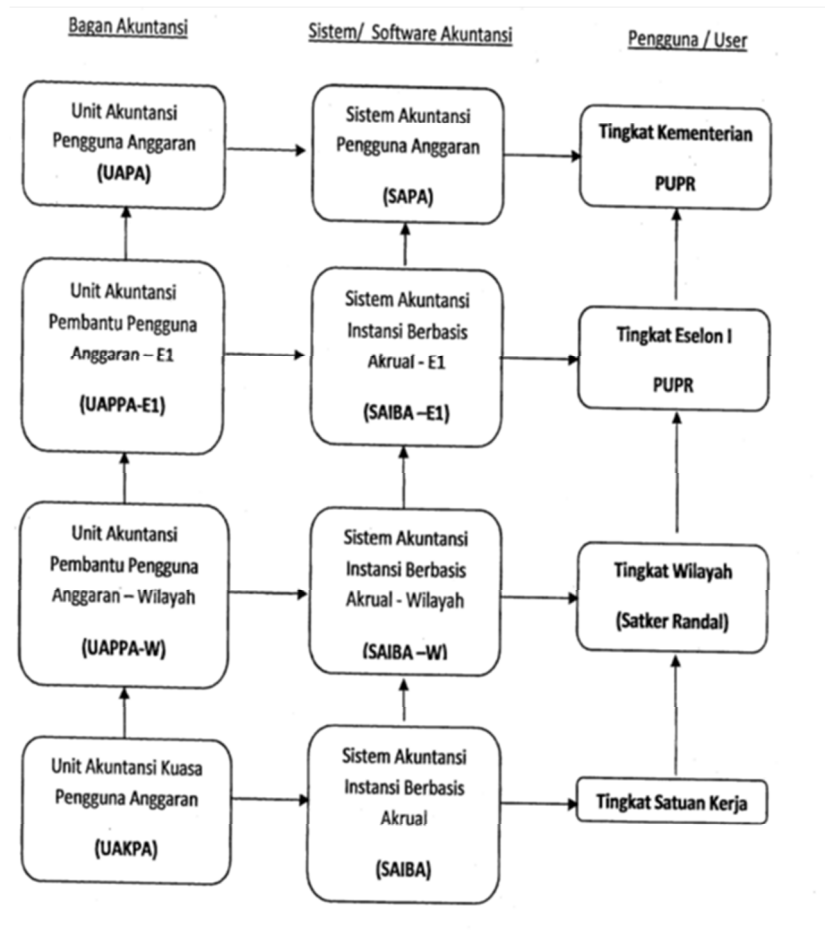 Bagan Akuntansi
Sistem/ Software Akuntansi
Pengguna / User
Unit Akuntansi
Pengguna Anggaran
(UAPA)
Sistem Akuntansi
Pengguna Anggaran
(SAPA)
Tingkat Kementerian
PUPR
Unit Akuntansi
Pembantu Pengguna
Anggaran – E1
(UAPPA-E1)
Sistem Akuntansi
Instansi Berbasis
Akrual - E1
(SAIBA –E1)
Tingkat Eselon I
PUPR
Unit Akuntansi
Pembantu Pengguna
Anggaran – Wilayah
(UAPPA-W)
Sistem Akuntansi
Instansi Berbasis
Akrual - Wilayah
(SAIBA –W)
Tingkat Wilayah
(Satker Randal)
Unit Akuntansi Kuasa
Pengguna Anggaran
(UAKPA)
Sistem Akuntansi
Instansi Berbasis
Akrual
(SAIBA)
Tingkat Satuan Kerja